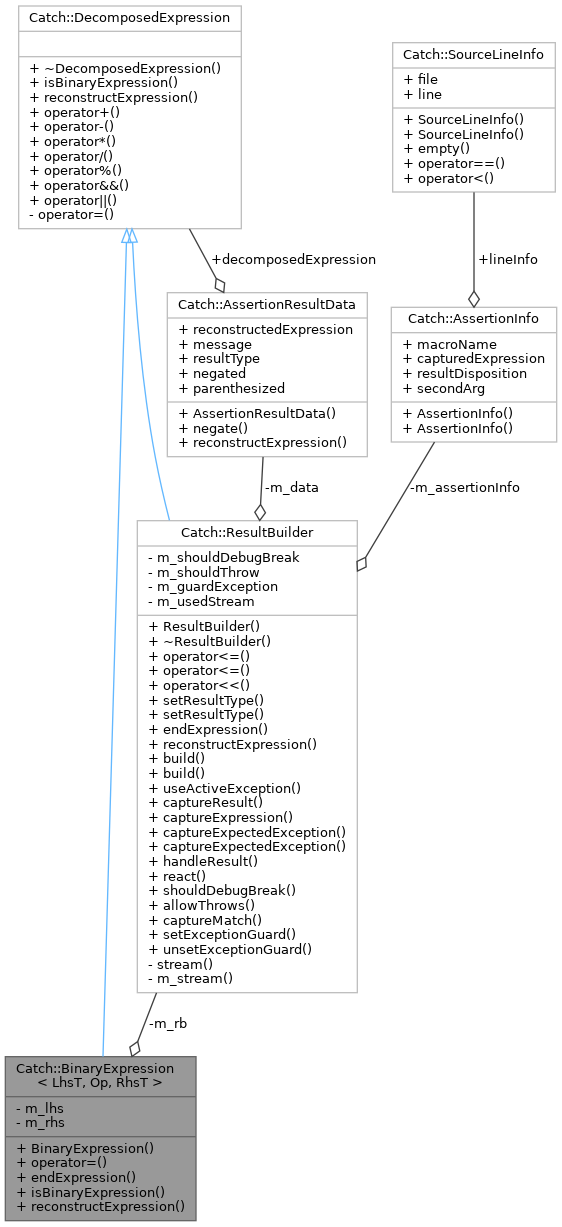 Catch::DecomposedExpression
+ ~DecomposedExpression()
+ isBinaryExpression()
+ reconstructExpression()
+ operator+()
+ operator-()
+ operator*()
+ operator/()
+ operator%()
+ operator&&()
+ operator||()
- operator=()
Catch::SourceLineInfo
+ file
+ line
+ SourceLineInfo()
+ SourceLineInfo()
+ empty()
+ operator==()
+ operator<()
+decomposedExpression
+lineInfo
Catch::AssertionResultData
+ reconstructedExpression
+ message
+ resultType
+ negated
+ parenthesized
+ AssertionResultData()
+ negate()
+ reconstructExpression()
Catch::AssertionInfo
+ macroName
+ capturedExpression
+ resultDisposition
+ secondArg
+ AssertionInfo()
+ AssertionInfo()
-m_data
-m_assertionInfo
Catch::ResultBuilder
- m_shouldDebugBreak
- m_shouldThrow
- m_guardException
- m_usedStream
+ ResultBuilder()
+ ~ResultBuilder()
+ operator<=()
+ operator<=()
+ operator<<()
+ setResultType()
+ setResultType()
+ endExpression()
+ reconstructExpression()
+ build()
+ build()
+ useActiveException()
+ captureResult()
+ captureExpression()
+ captureExpectedException()
+ captureExpectedException()
+ handleResult()
+ react()
+ shouldDebugBreak()
+ allowThrows()
+ captureMatch()
+ setExceptionGuard()
+ unsetExceptionGuard()
- stream()
- m_stream()
-m_rb
Catch::BinaryExpression
< LhsT, Op, RhsT >
- m_lhs
- m_rhs
+ BinaryExpression()
+ operator=()
+ endExpression()
+ isBinaryExpression()
+ reconstructExpression()